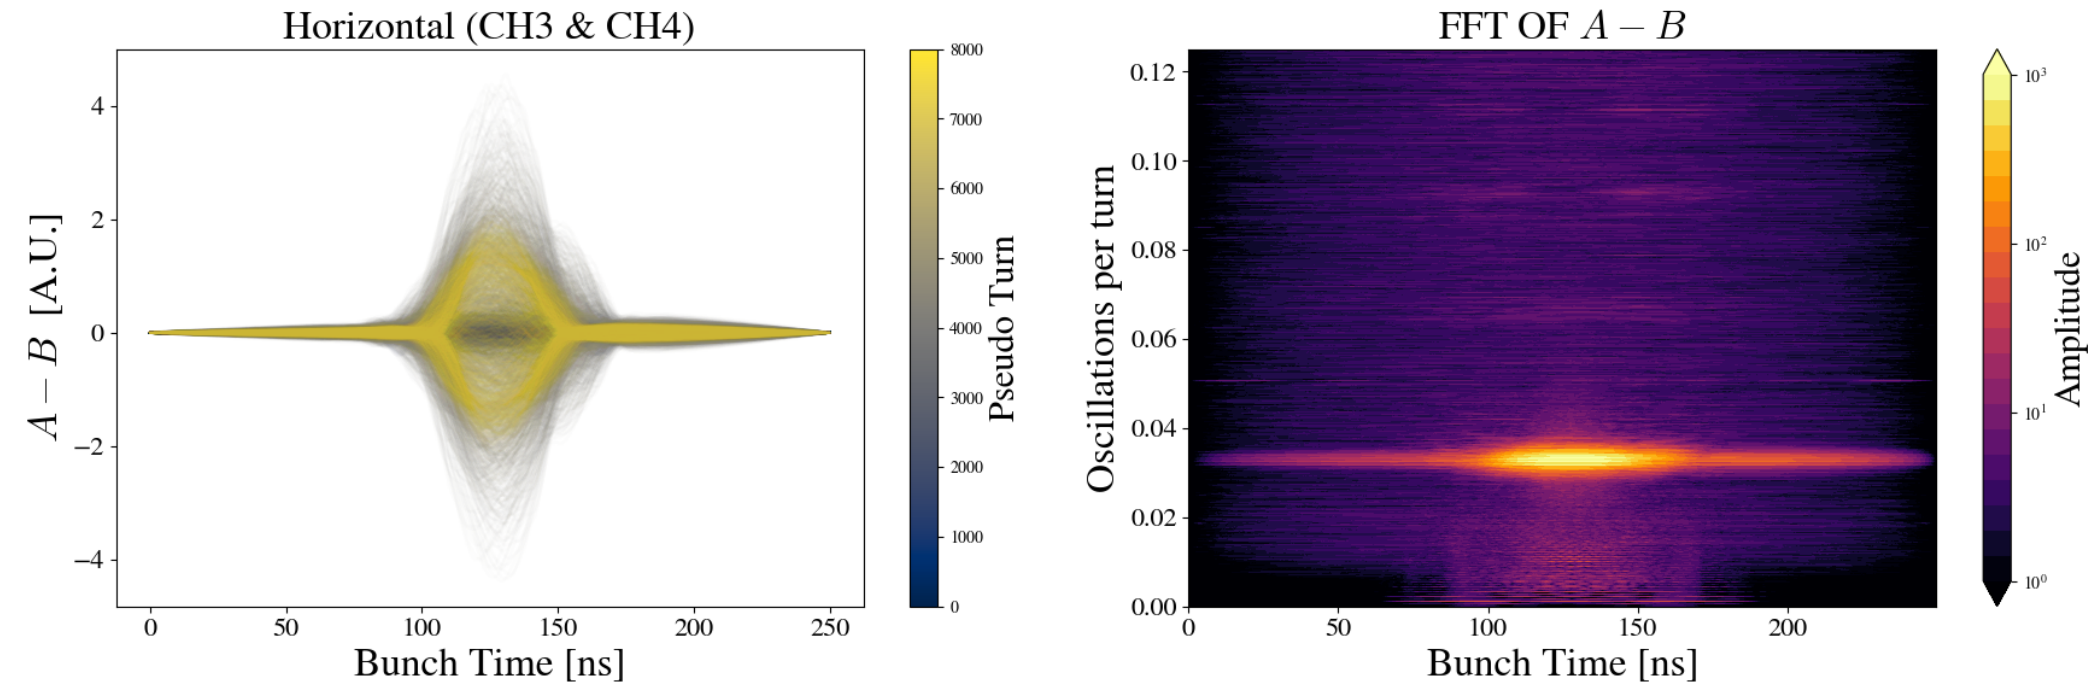 Horizontal (CH3 & CH4)
A − B [A.U.]
4
2
0
−2
−4
0 50 100 150 200 250
Bunch Time [ns]
8000
7000
6000
5000
4000
3000
2000
1000
0
Pseudo Turn
FFT OF A − B
Oscillations per turn
0.12
0.10
0.08
0.06
0.04
0.02
0.00
0 50 100 150 200
Bunch Time [ns]
10³
10²
10¹
10⁰
Amplitude